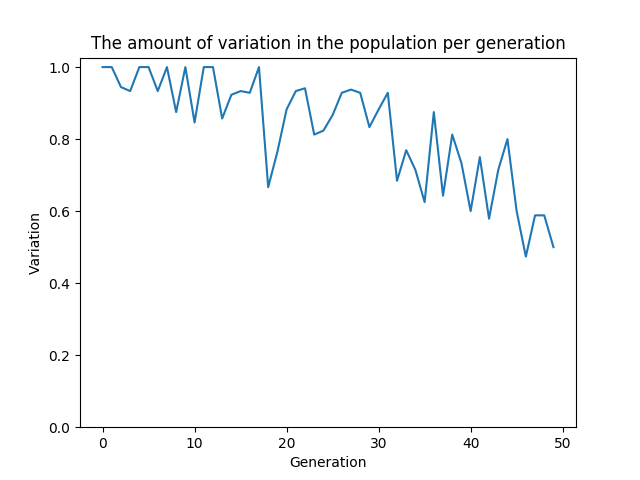 The amount of variation in the population per generation
1.0
0.8
0.6
0.4
0.2
0.0
Variation
0 10 20 30 40 50
Generation